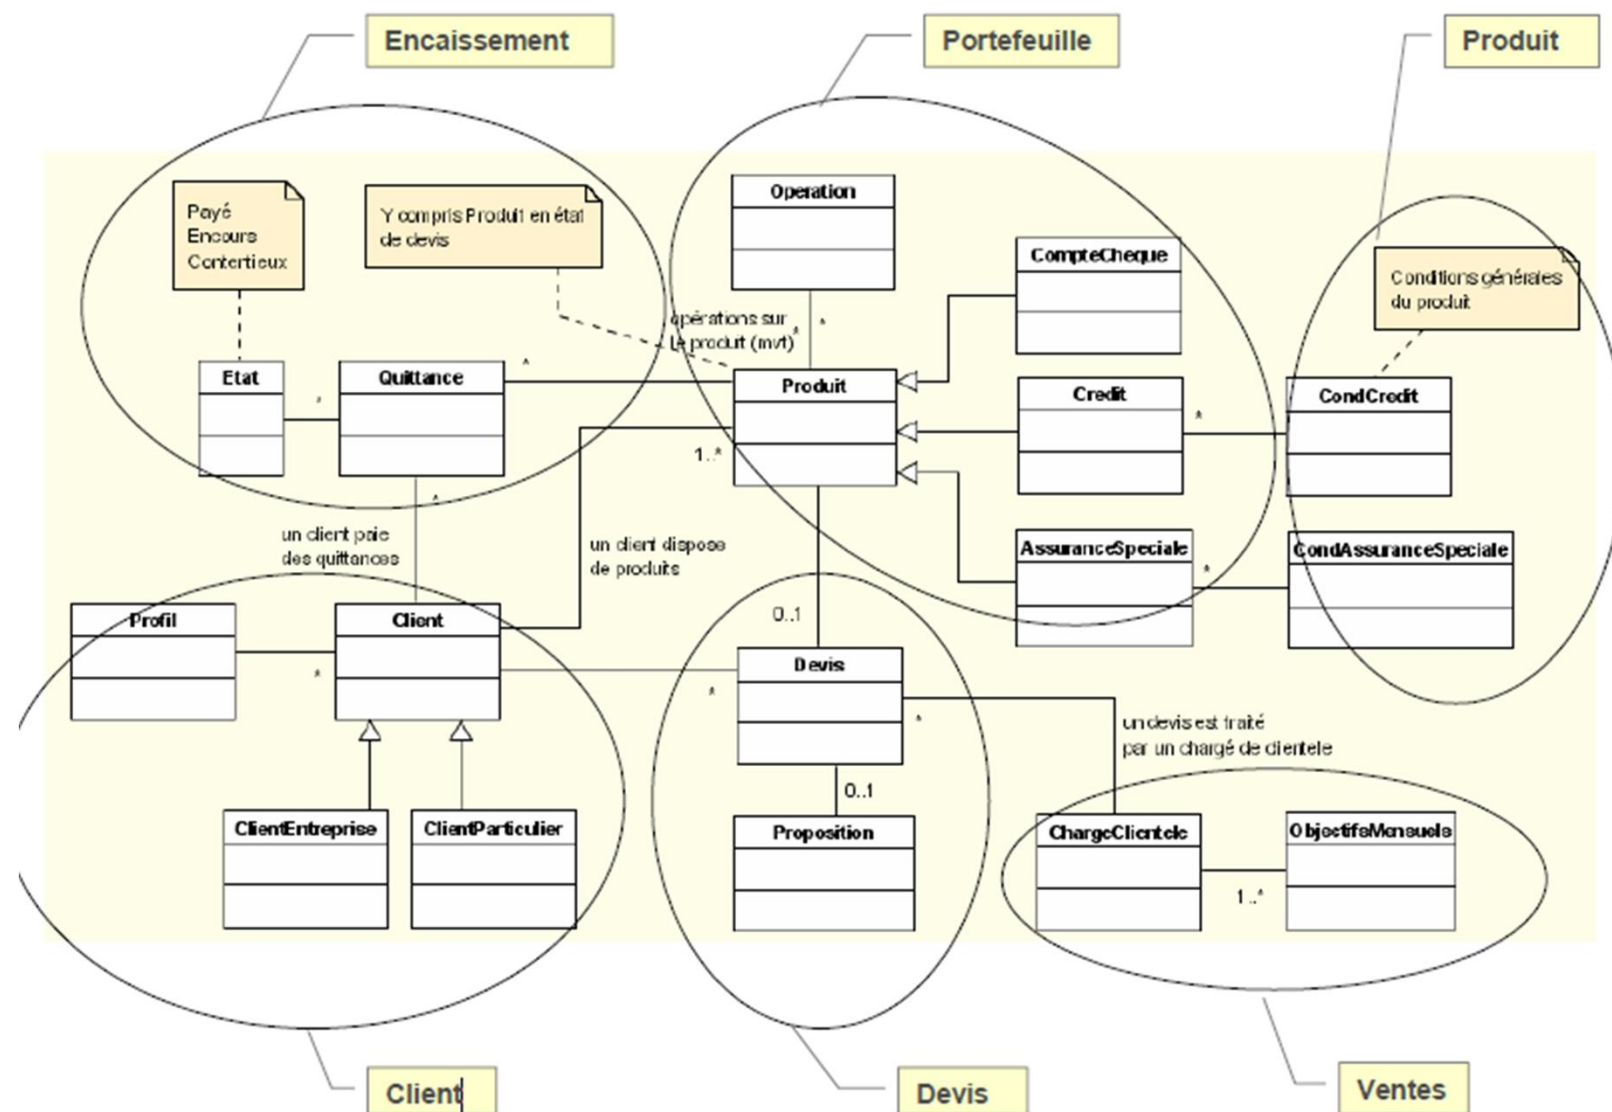 Encaissement
Portefeuille
Produit
Payé
Encours
Contertieux
Y compris Produit en état
de devis
Operation
CompteCheque
Conditions générales
du produit
opérations sur
le produit (mvt)
*
*
Etat
*
Quittance
*
Produit
1..*
Credit
*
CondCredit
*
un client paie
des quittances
un client dispose
de produits
AssuranceSpeciale
*
CondAssuranceSpeciale
Profil
*
Client
0..1
Devis
*
*
un devis est traité
par un chargé de clientele
0..1
ClientEntreprise
ClientParticulier
Proposition
ChargeClientele
1..*
ObjectifsMensuels
Client
Devis
Ventes